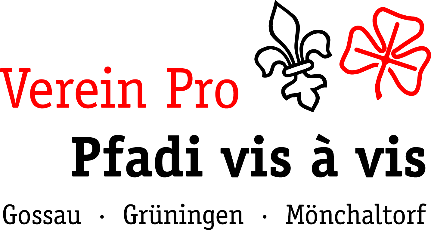 Verein Pro
Pfadi vis à vis
Gossau · Grüningen · Mönchaltorf